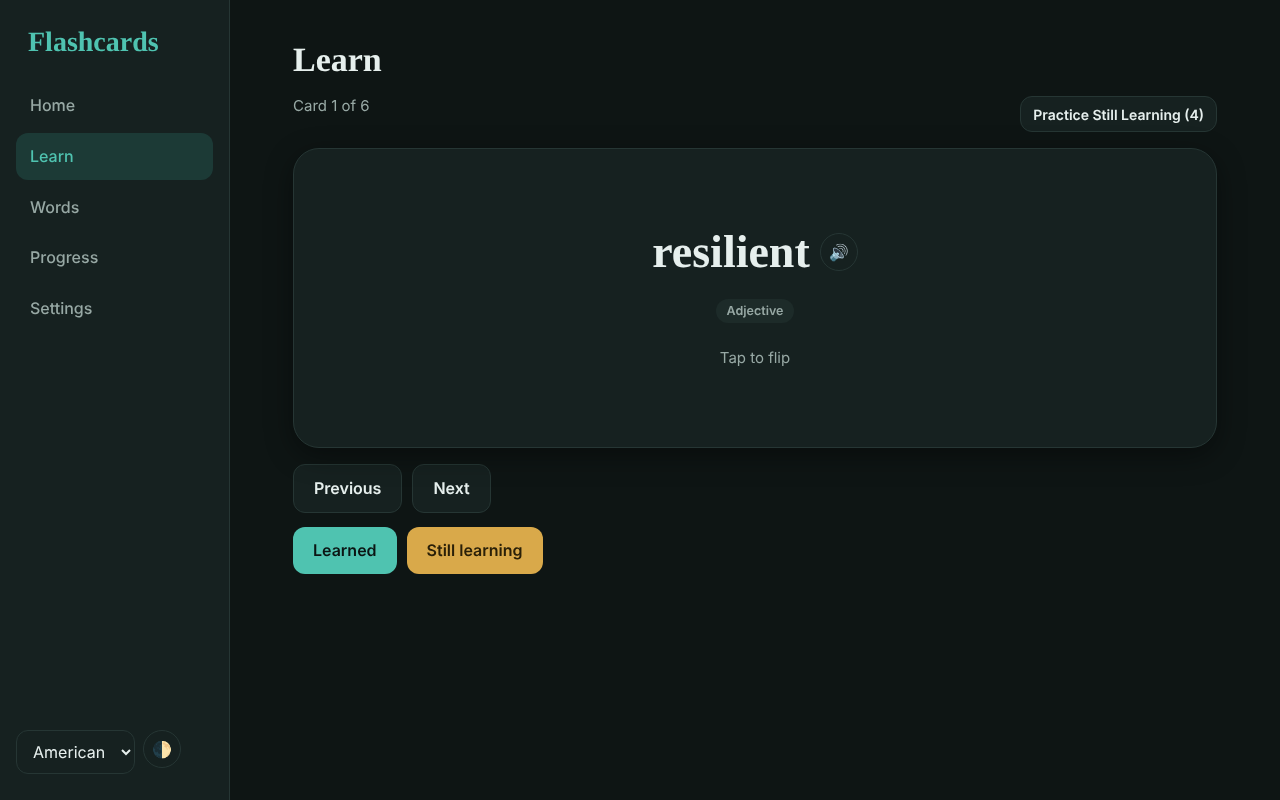 Flashcards
Home
Learn
Words
Progress
Settings
American
Learn
Card 1 of 6
Practice Still Learning (4)
resilient
Adjective
Tap to flip
Previous
Next
Learned
Still learning